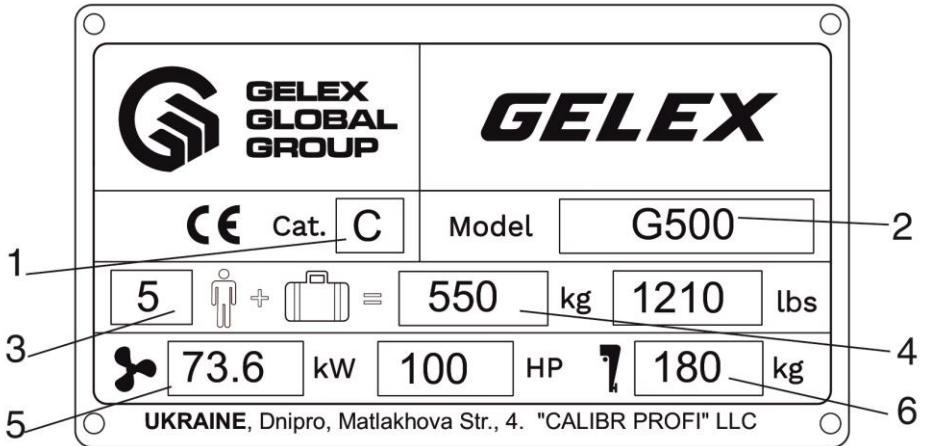 GELEX
GLOBAL
GROUP
GELEX
CE Cat. C Model G500
2
1
5 + = 550 kg 1210 lbs
3
4
73.6 kW 100 HP 180 kg
5
6
UKRAINE, Dnipro, Matlakhova Str., 4. "CALIBR PROFI" LLC